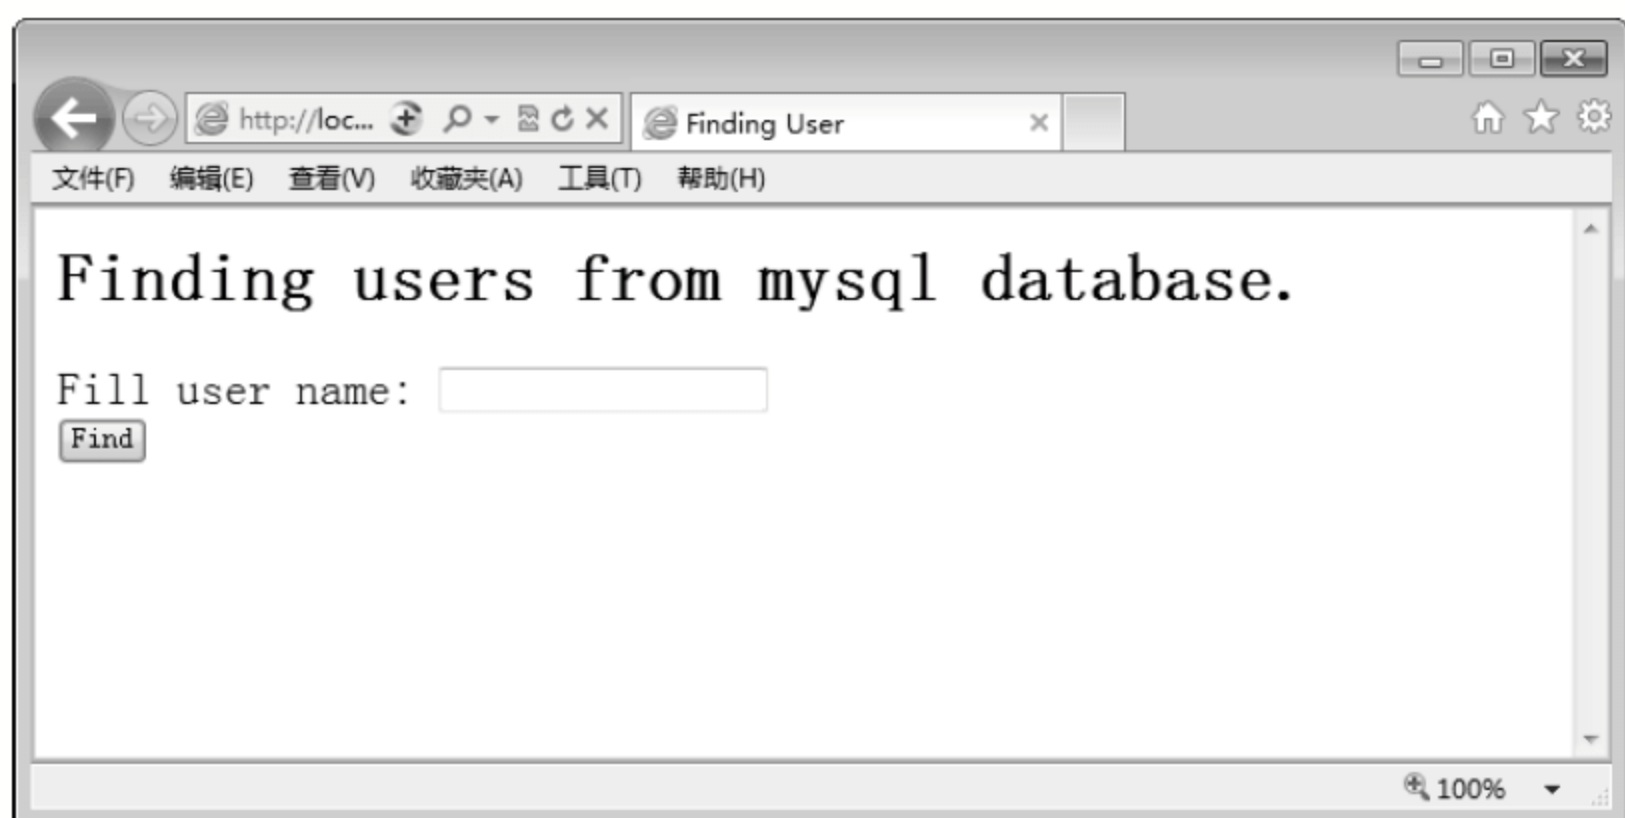 http://loc...
Finding User
文件(F) 编辑(E) 查看(V) 收藏夹(A) 工具(T) 帮助(H)
Finding users from mysql database.
Fill user name:
Find
100%